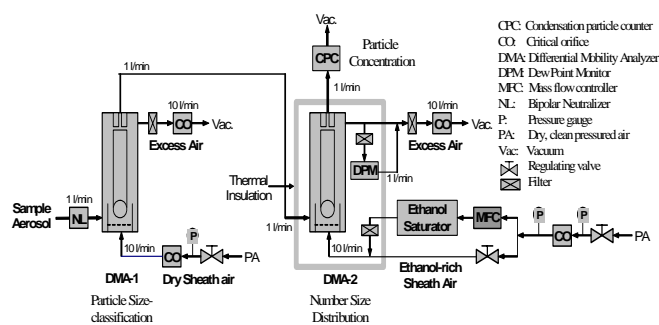 Vac.
CPC
Particle
Concentration
1 l/min
1 l/min
1 l/min
10 l/min
CO
Vac.
Excess Air
10 l/min
CO
Vac.
Excess Air
DPM
1 l/min
Thermal
Insulation
Ethanol
Saturator
MFC
P
P
CO
PA
Sample
Aerosol
1 l/min
NL
1 l/min
10 l/min
P
CO
PA
DMA-1
Dry Sheath air
Particle Size-
classification
10 l/min
DMA-2
Ethanol-rich
Sheath Air
Number Size
Distribution
CPC: Condensation particle counter
CO: Critical orifice
DMA: Differential Mobility Analyzer
DPM: Dew Point Monitor
MFC: Mass flow controller
NL: Bipolar Neutralizer
P: Pressure gauge
PA: Dry, clean pressured air
Vac: Vacuum
Regulating valve
Filter